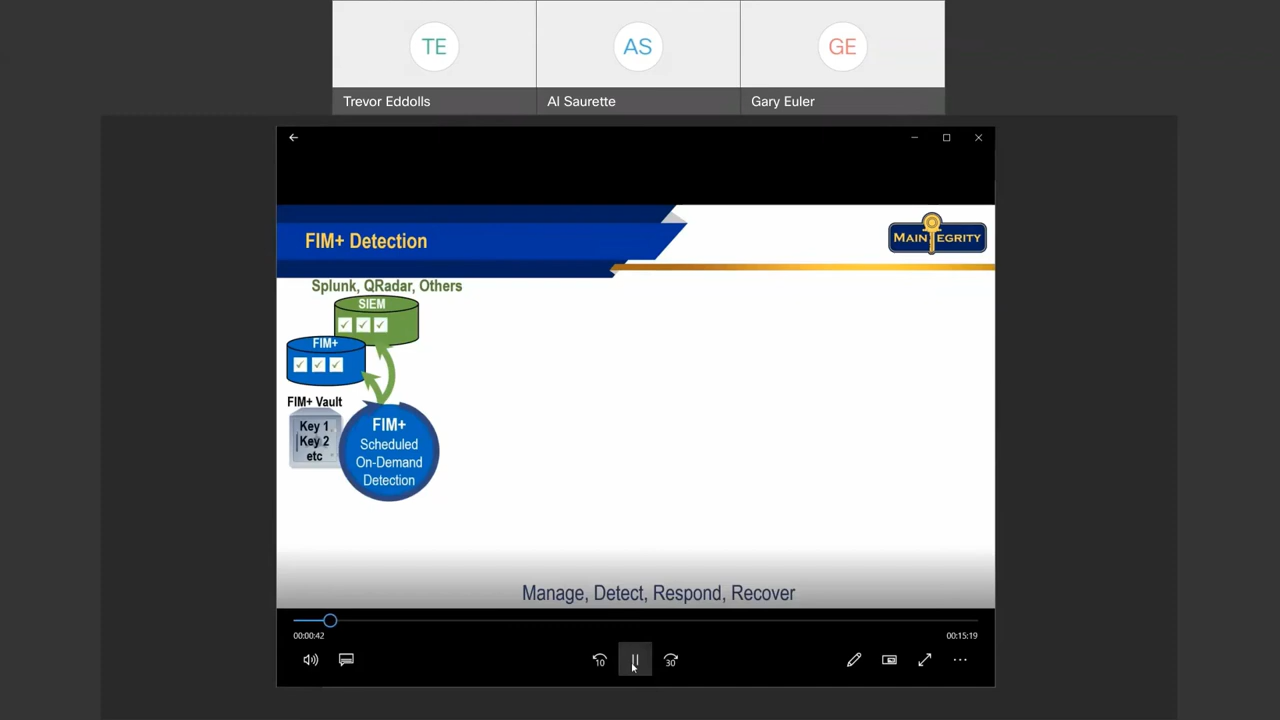 TE
AS
GE
Trevor Eddolls
Al Saurette
Gary Euler
FIM+ Detection
MAINTEGRITY
Splunk, QRadar, Others
SIEM
FIM+
FIM+ Vault
Key 1
Key 2
etc
FIM+
Scheduled
On-Demand
Detection
Manage, Detect, Respond, Recover
00:00:42
00:15:19
10
30